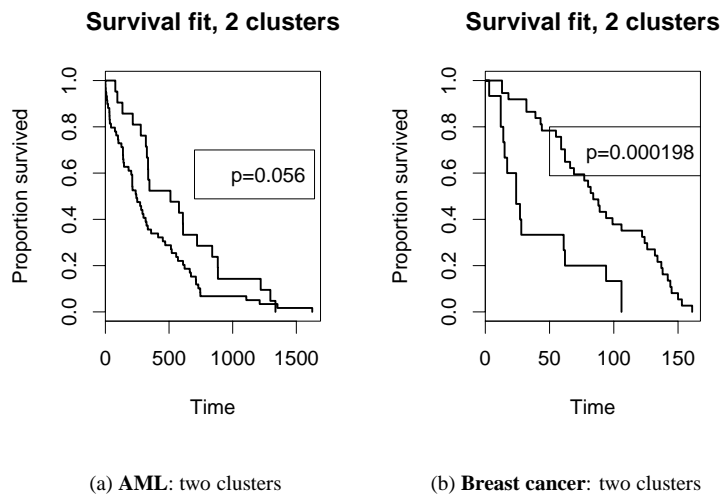 Survival fit, 2 clusters
Proportion survived
1.0
0.8
0.6
0.4
0.2
0.0
p=0.056
0 500 1000 1500
Time
(a) AML: two clusters
Survival fit, 2 clusters
Proportion survived
1.0
0.8
0.6
0.4
0.2
0.0
p=0.000198
0 50 100 150
Time
(b) Breast cancer: two clusters